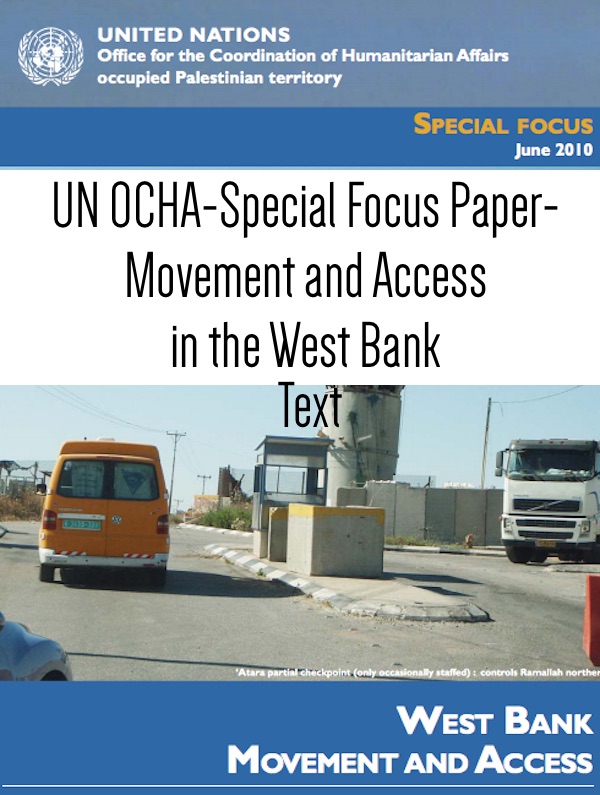 UNITED NATIONS
Office for the Coordination of Humanitarian Affairs
occupied Palestinian territory
SPECIAL FOCUS
June 2010
UN OCHA-Special Focus Paper-
Movement and Access
in the West Bank
Text
'Atara partial checkpoint (only occasionally staffed) : controls Ramallah norther
WEST BANK
MOVEMENT AND ACCESS